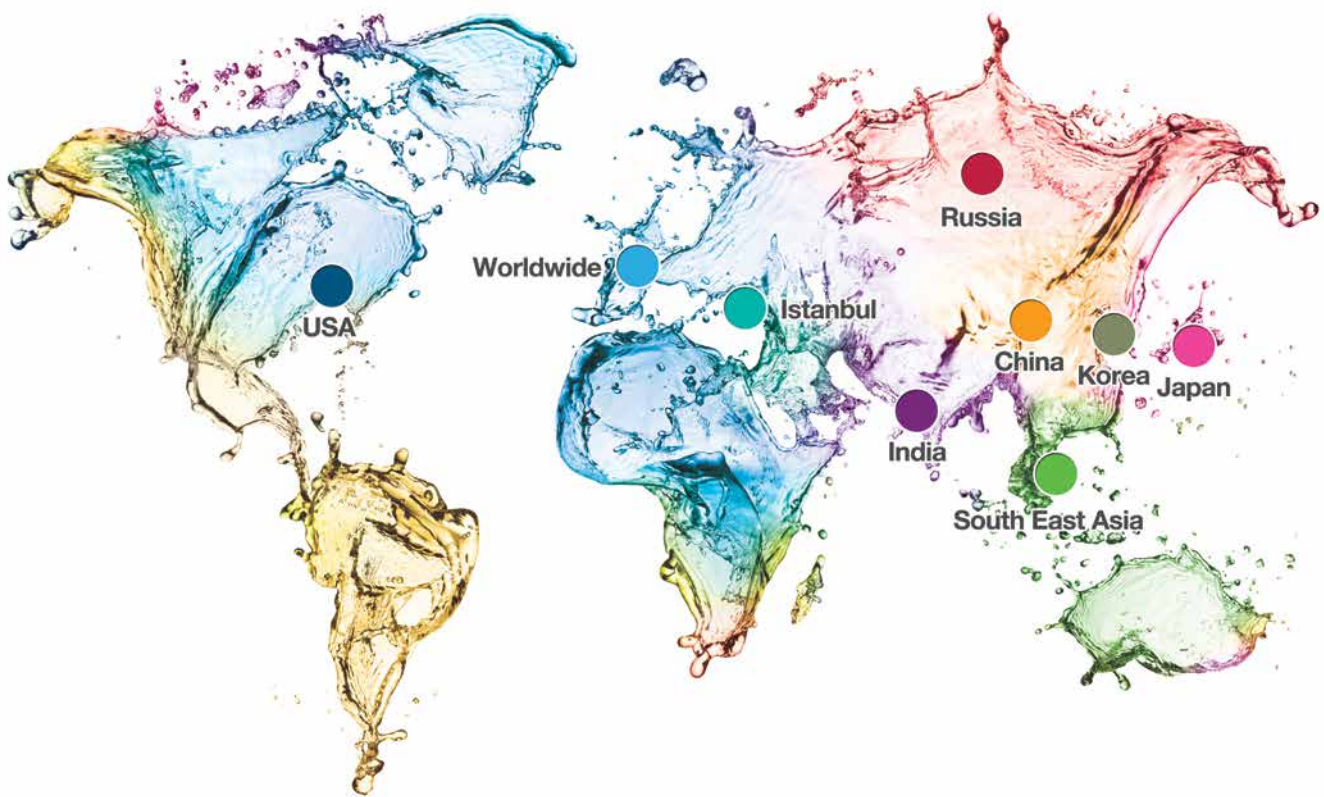 Russia
Worldwide
Istanbul
USA
China
Korea
Japan
India
South East Asia